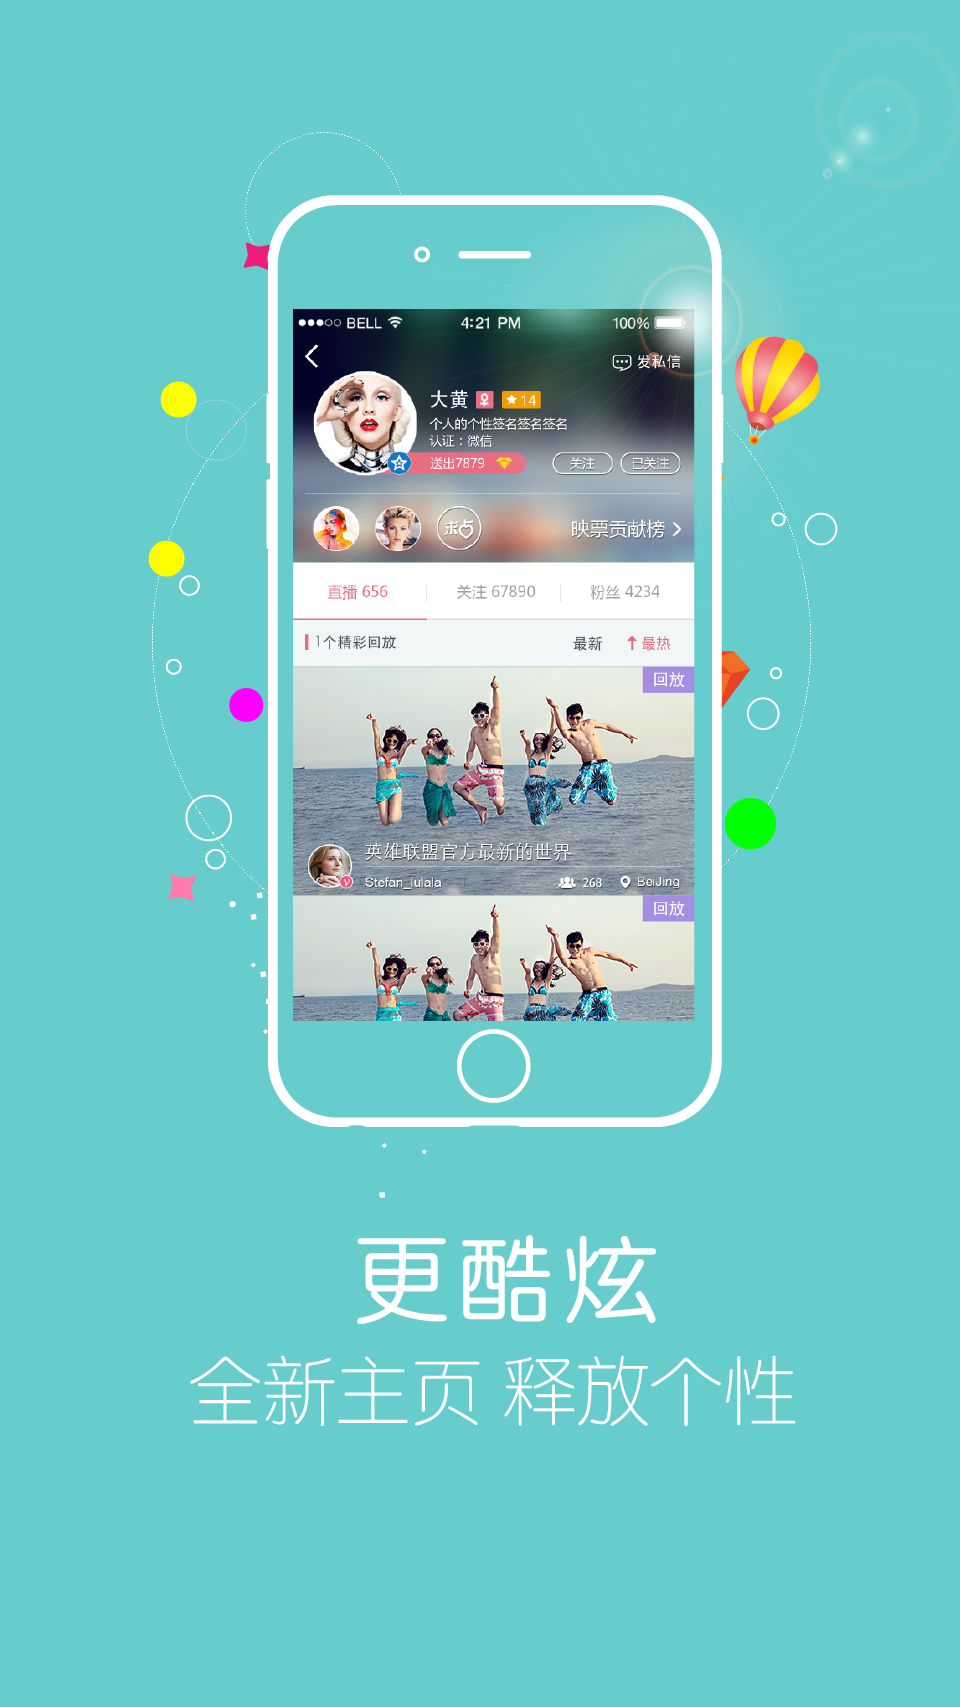 BELL 4:21 PM 100%
发私信
大黄 14
个人的个性签名签名签名
认证：微信
送出7879 关注 已关注
求点 映票贡献榜
直播 656 关注 67890 粉丝 4234
1个精彩回放 最新 最热
回放
英雄联盟官方最新的世界
Stefan_lulala 268 BeiJing
回放
更酷炫
全新主页 释放个性